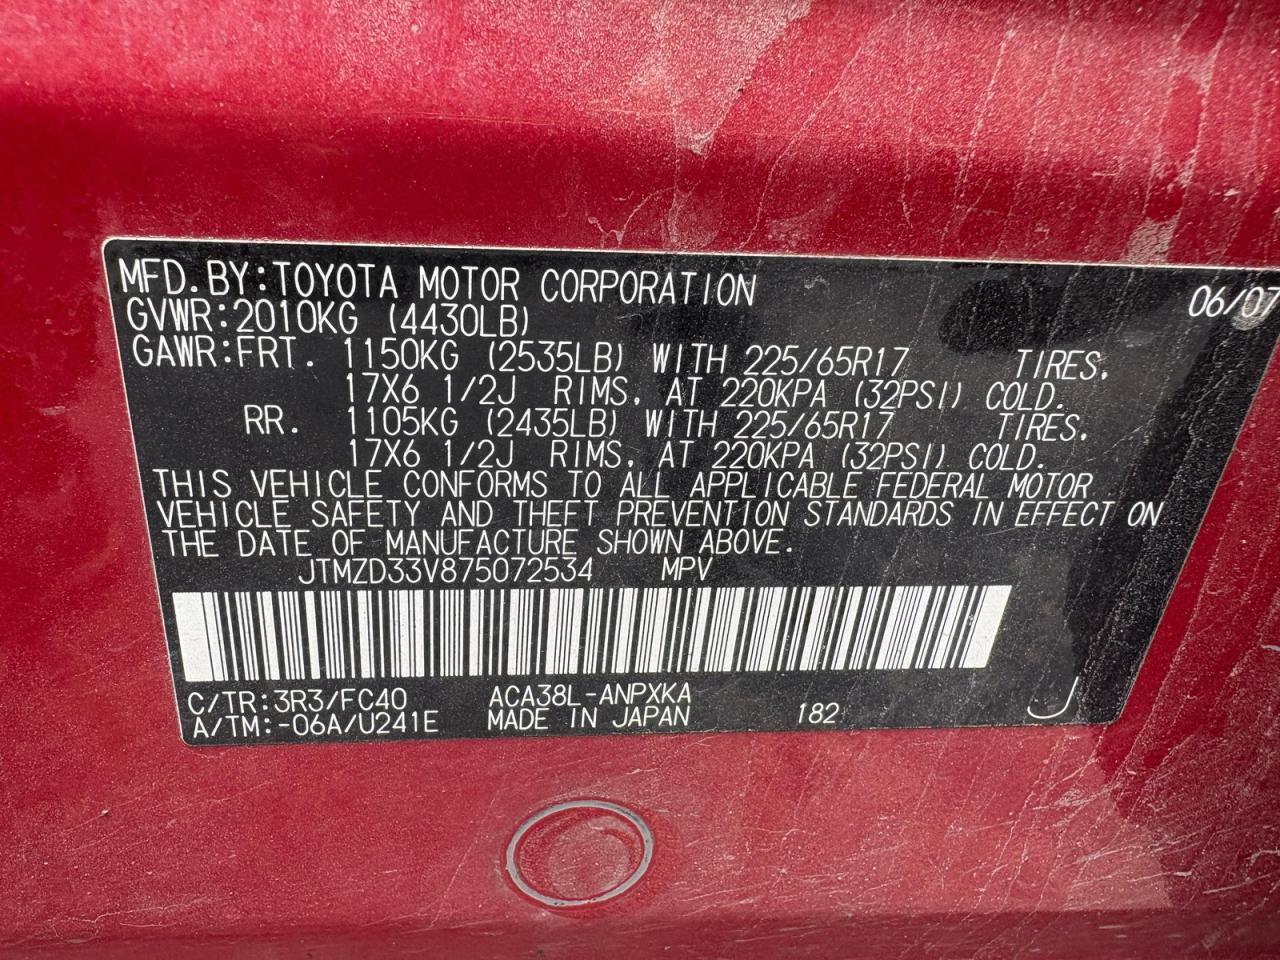 MFD. BY: TOYOTA MOTOR CORPORATION 06/07
GVWR: 2010KG (4430LB)
GAWR: FRT. 1150KG (2535LB) WITH 225/65R17 TIRES,
17X6 1/2J RIMS, AT 220KPA (32PSI) COLD.
RR. 1105KG (2435LB) WITH 225/65R17 TIRES,
17X6 1/2J RIMS, AT 220KPA (32PSI) COLD.
THIS VEHICLE CONFORMS TO ALL APPLICABLE FEDERAL MOTOR
VEHICLE SAFETY AND THEFT PREVENTION STANDARDS IN EFFECT ON
THE DATE OF MANUFACTURE SHOWN ABOVE.
JTMZD33V875072534 MPV
C/TR: 3R3/FC40 ACA38L-ANPXKA
A/TM: -06A/U241E MADE IN JAPAN 182 J